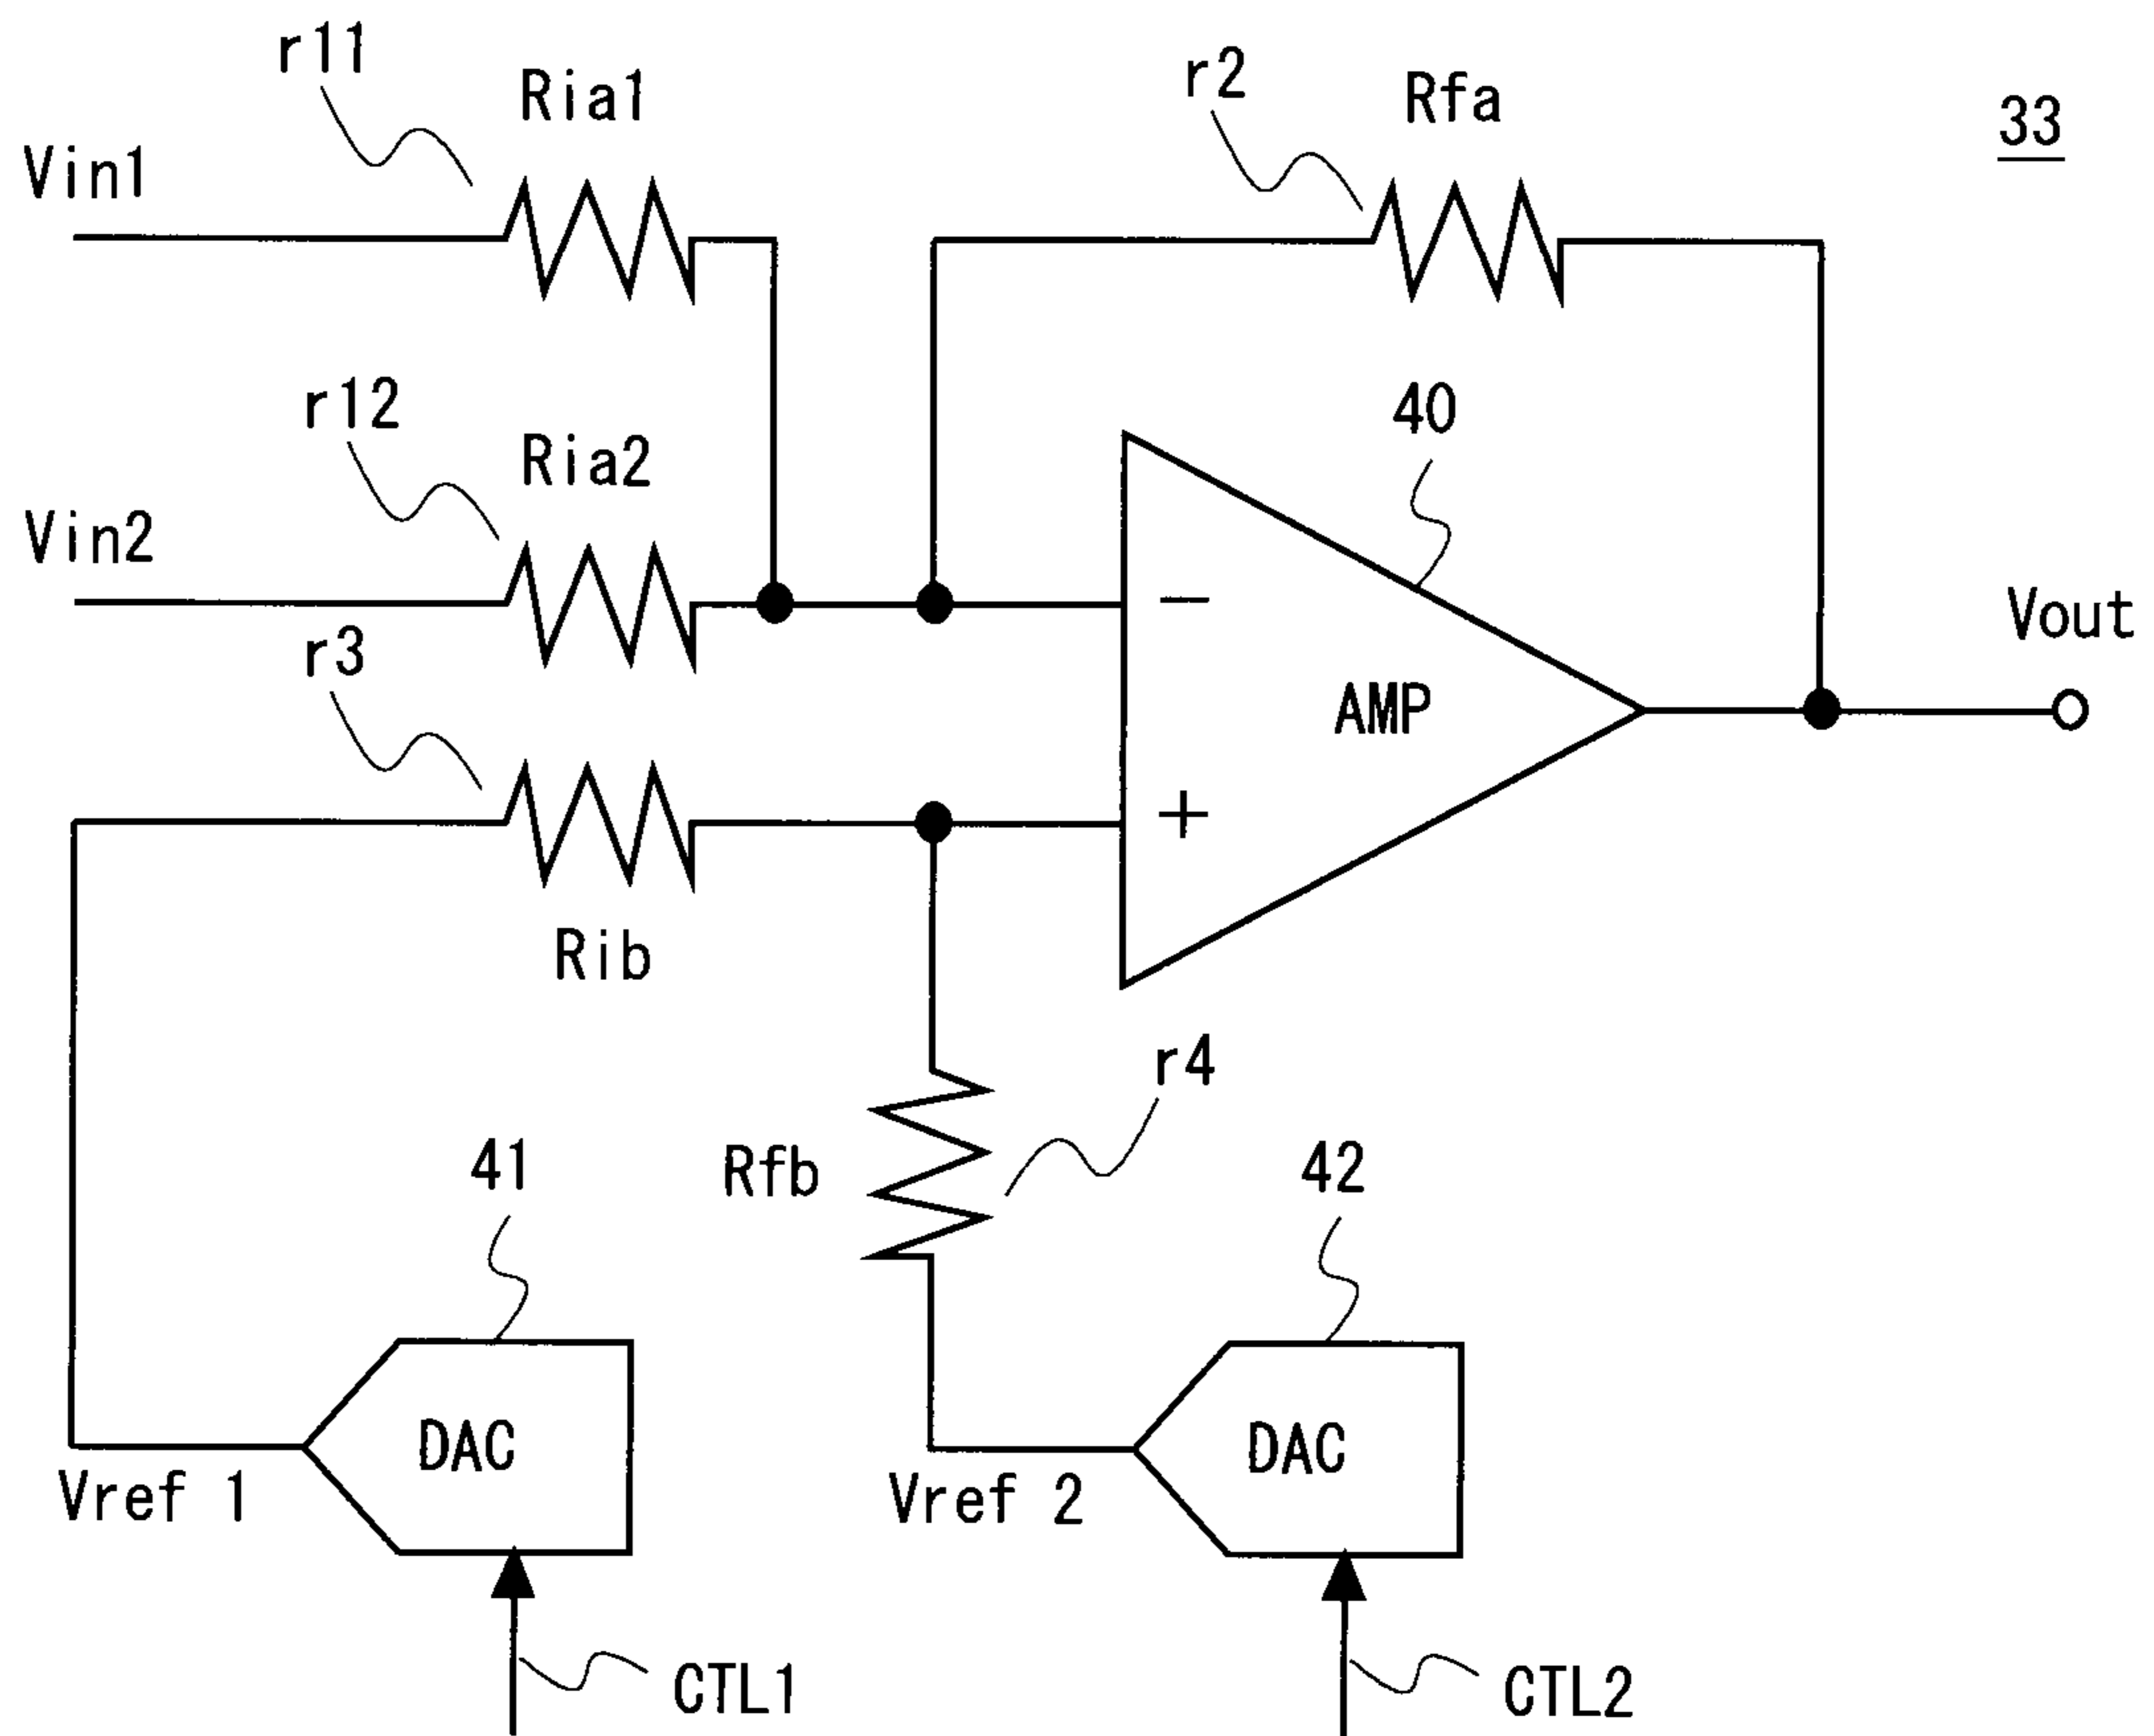 r11
Ria1
r2
Rfa
33
Vin1
r12
Ria2
40
Vin2
−
Vout
r3
AMP
+
Rib
r4
41
Rfb
42
DAC
DAC
Vref 1
Vref 2
CTL1
CTL2